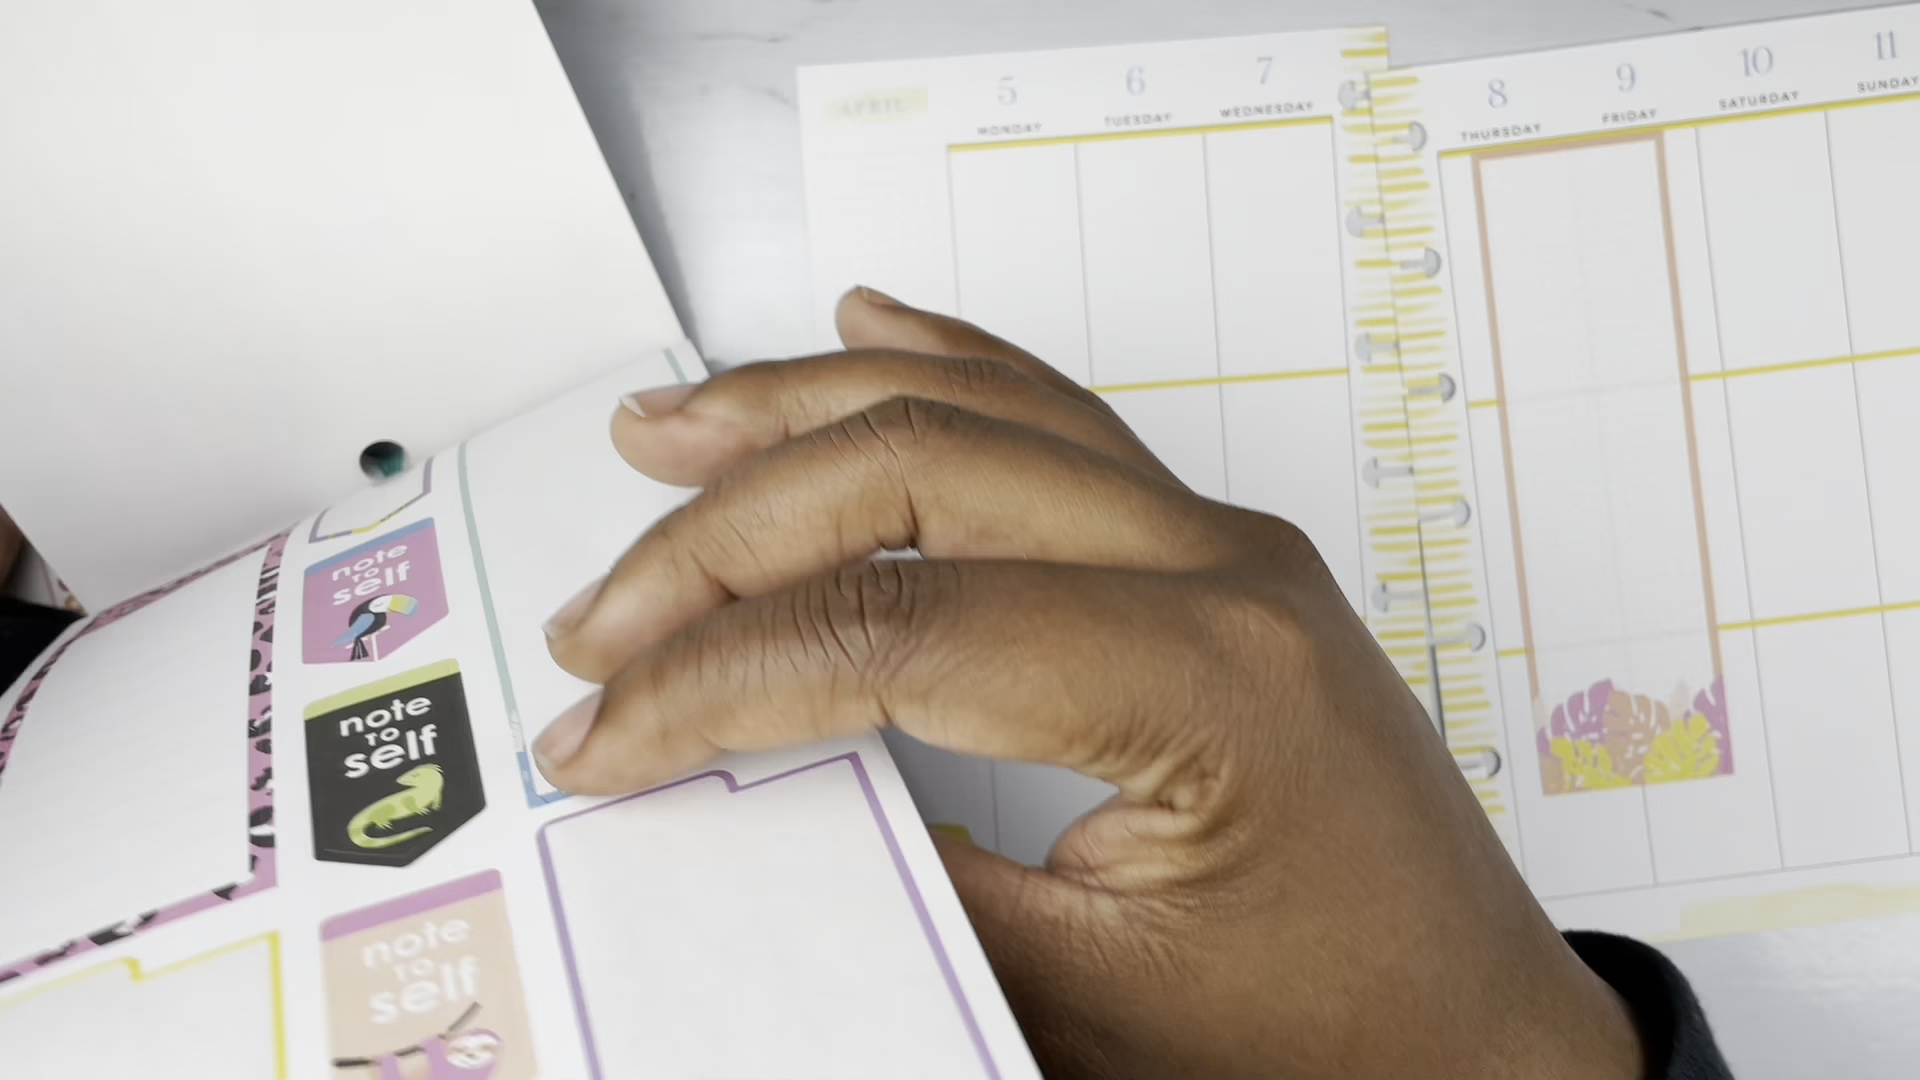 APRIL
5
MONDAY
6
TUESDAY
7
WEDNESDAY
8
THURSDAY
9
FRIDAY
10
SATURDAY
11
SUNDAY
note
TO
self
note
TO
self
note
TO
self